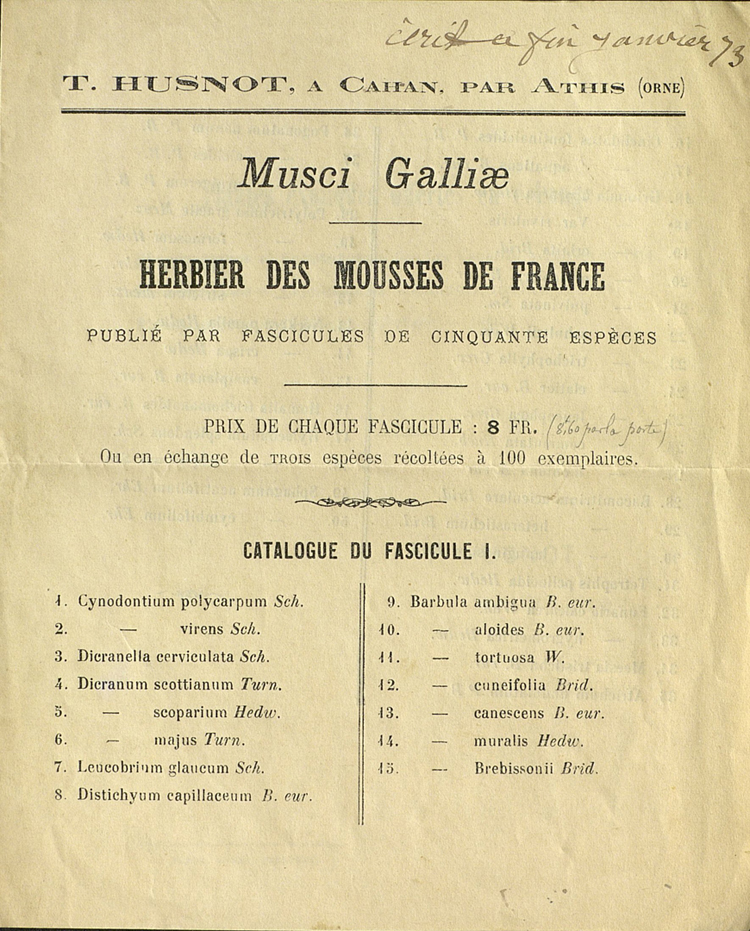 écrit a fin janvier 73
T. HUSNOT, A CAHAN, PAR ATHIS (ORNE)
Musci Galliæ
HERBIER DES MOUSSES DE FRANCE
PUBLIÉ PAR FASCICULES DE CINQUANTE ESPÈCES
PRIX DE CHAQUE FASCICULE : 8 FR. (8f,60 par la poste)
Ou en échange de TROIS espèces récoltées à 100 exemplaires.
CATALOGUE DU FASCICULE I.
1. Cynodontium polycarpum Sch.
2. — virens Sch.
3. Dicranella cerviculata Sch.
4. Dicranum scottianum Turn.
5. — scoparium Hedw.
6. — majus Turn.
7. Leucobrium glaucum Sch.
8. Distichyum capillaceum B. eur.
9. Barbula ambigua B. eur.
10. — aloides B. eur.
11. — tortuosa W.
12. — cuneifolia Brid.
13. — canescens B. eur.
14. — muralis Hedw.
15. — Brebissonii Brid.